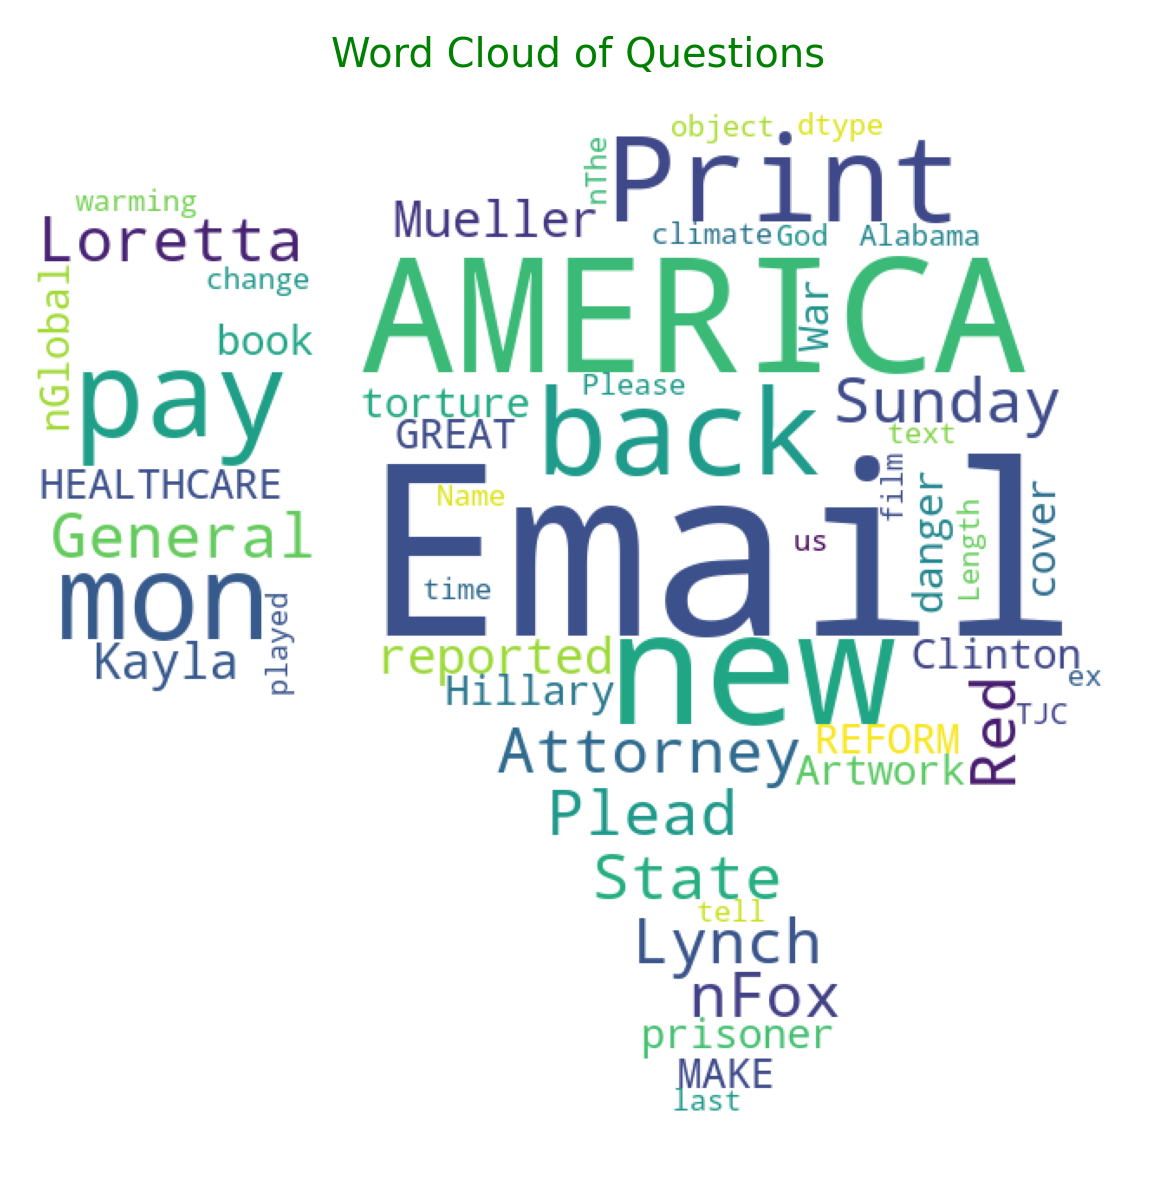 Word Cloud of Questions
object
dtype
nThe
Print
warming
Mueller
Loretta
climate
God
Alabama
change
nGlobal
AMERICA
War
book
pay
Please
torture
back
Sunday
GREAT
text
HEALTHCARE
Name
Email
film
danger
Length
cover
us
General
time
mon
played
Kayla
reported
new
Clinton
ex
Hillary
Red
TJC
Attorney
REFORM
Artwork
Plead
State
tell
Lynch
nFox
prisoner
MAKE
last